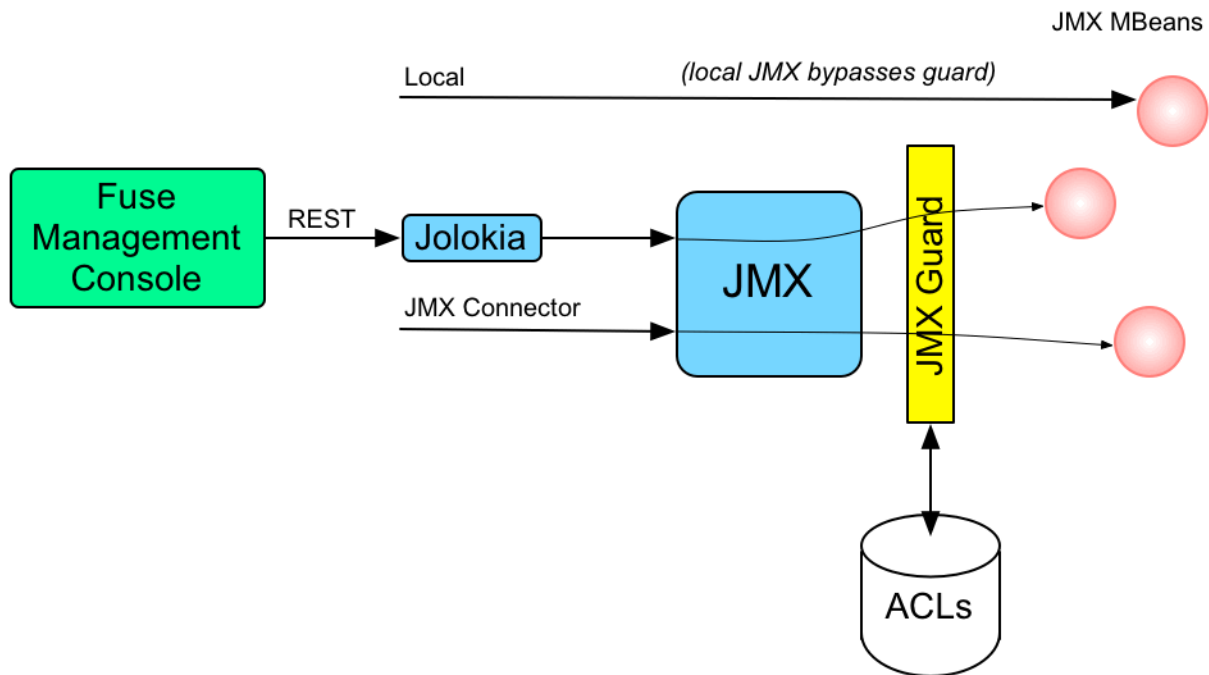 JMX MBeans
Local
(local JMX bypasses guard)
Fuse
Management
Console
REST
Jolokia
JMX
JMX Guard
JMX Connector
ACLs